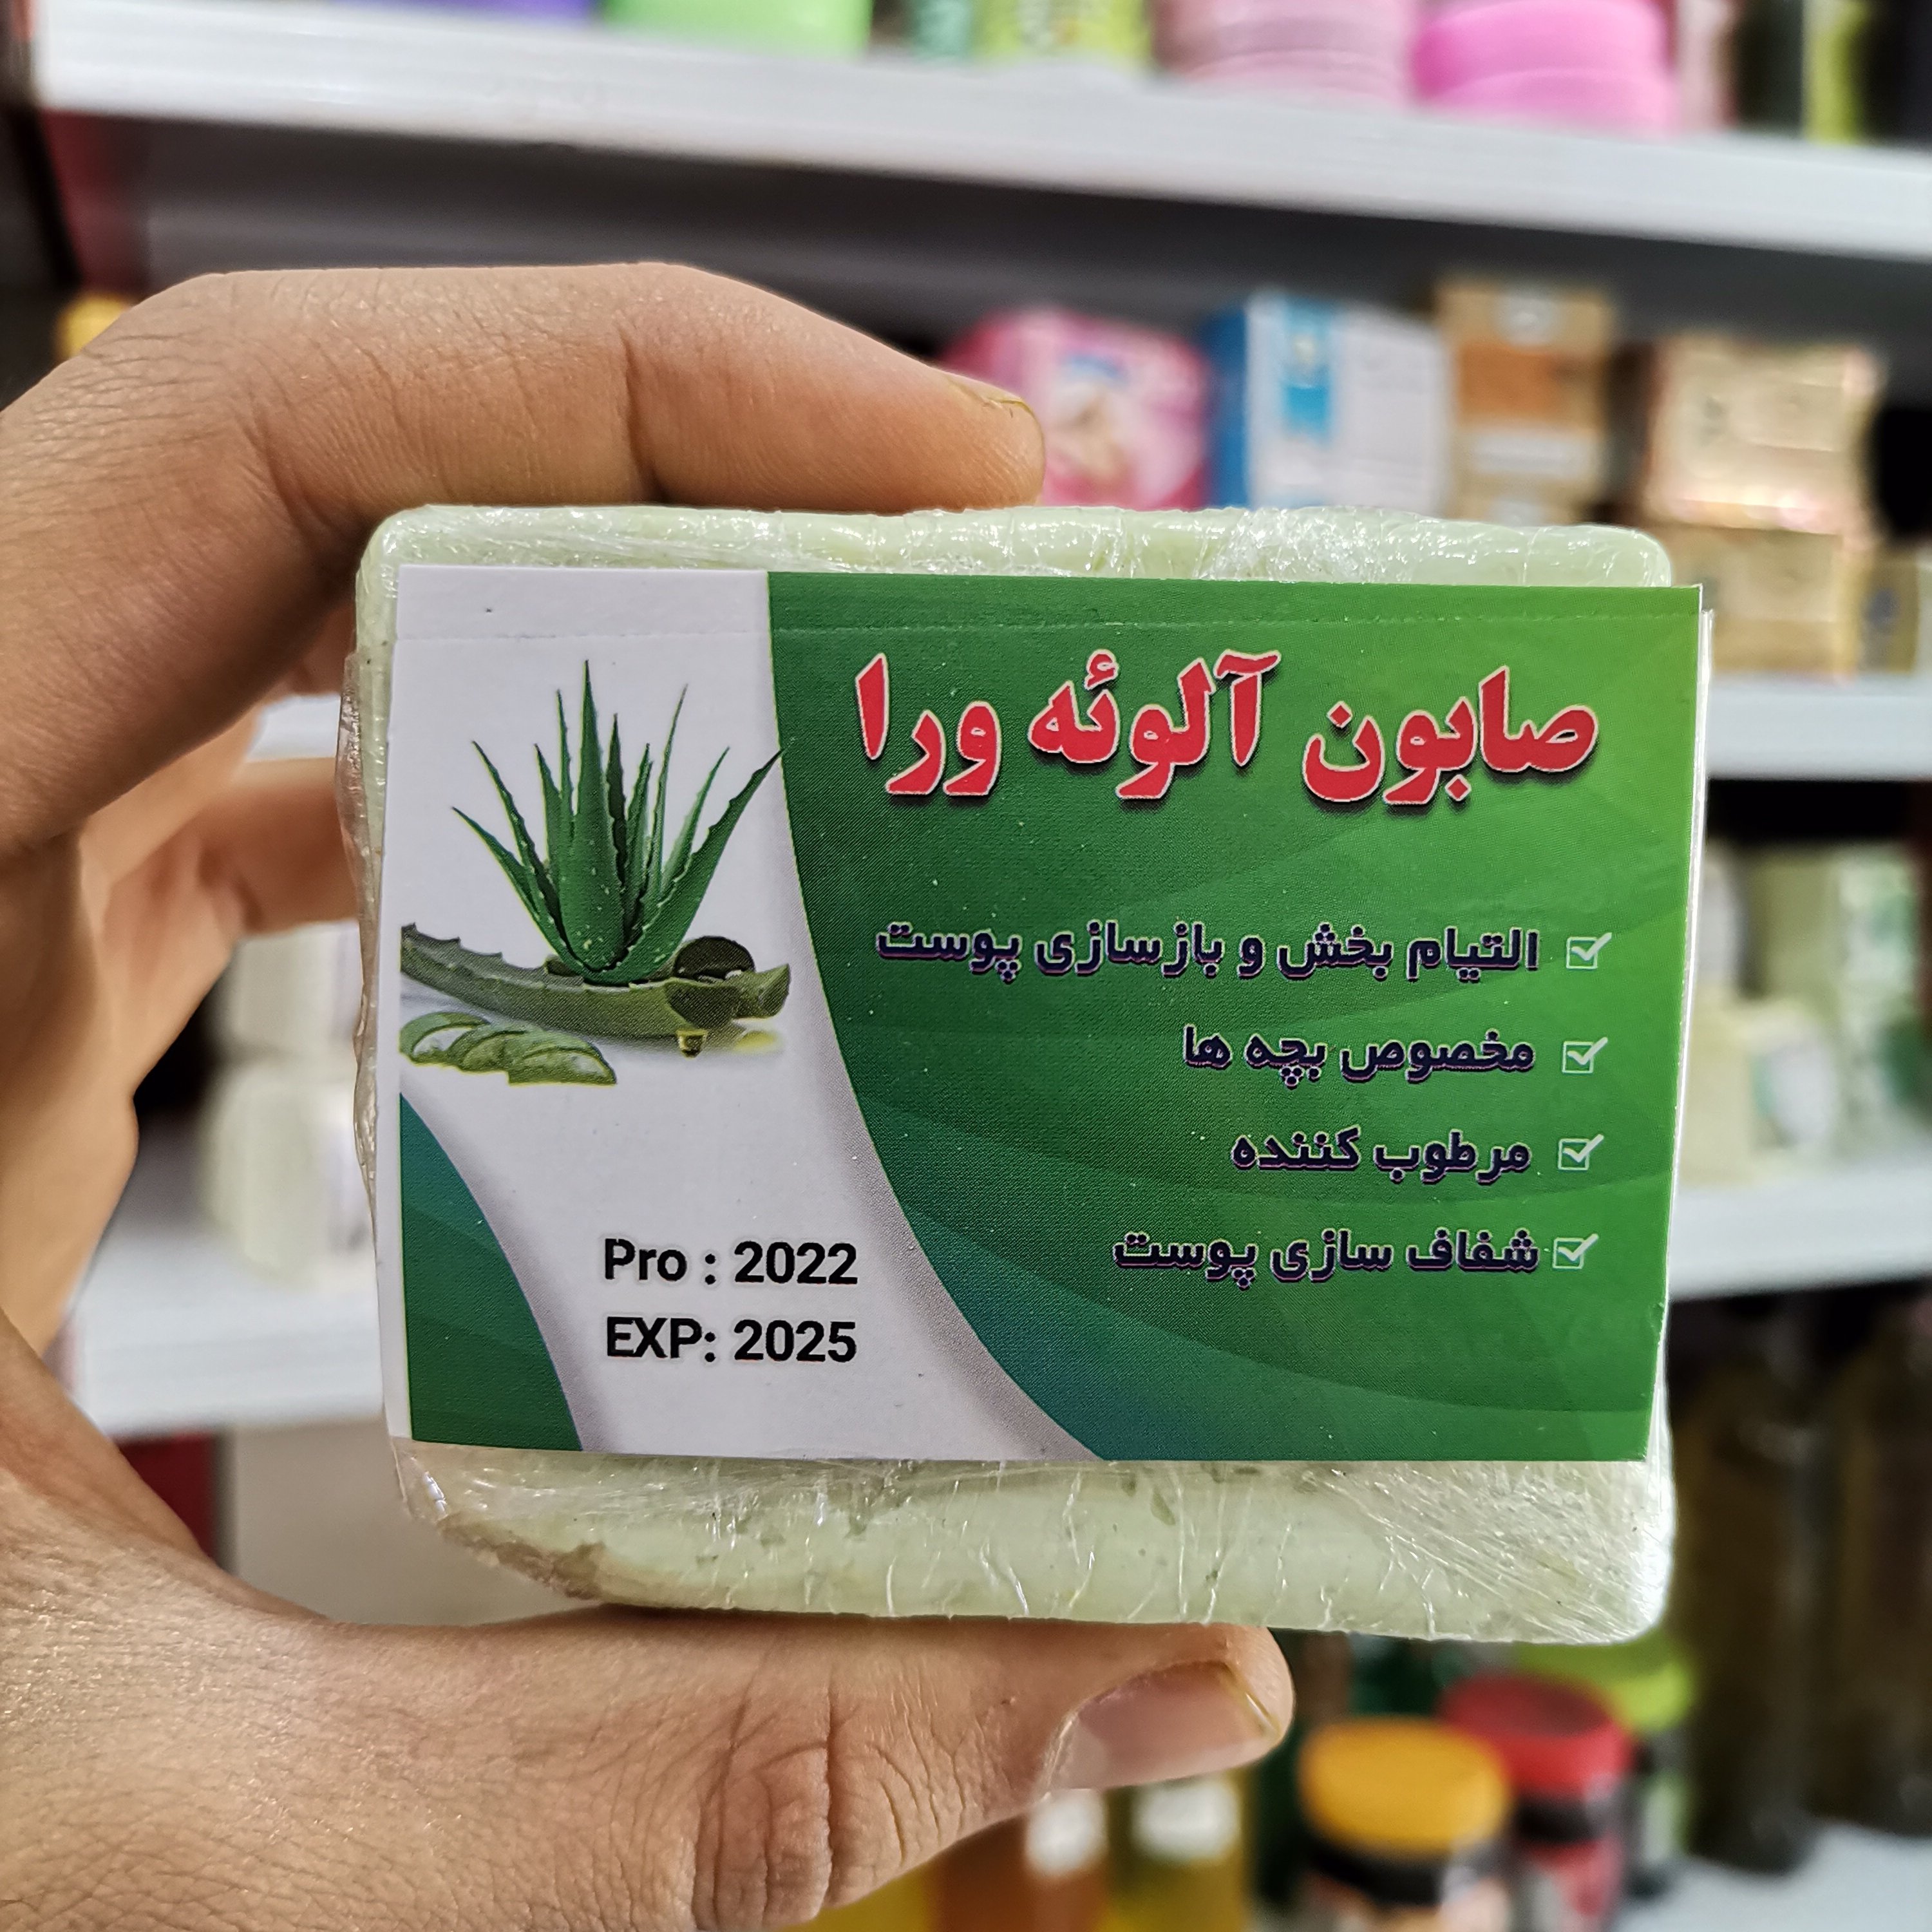 صابون آلوئه ورا
التیام بخش و بازسازی پوست
مخصوص بچه ها
مرطوب کننده
شفاف سازی پوست
Pro : 2022
EXP: 2025